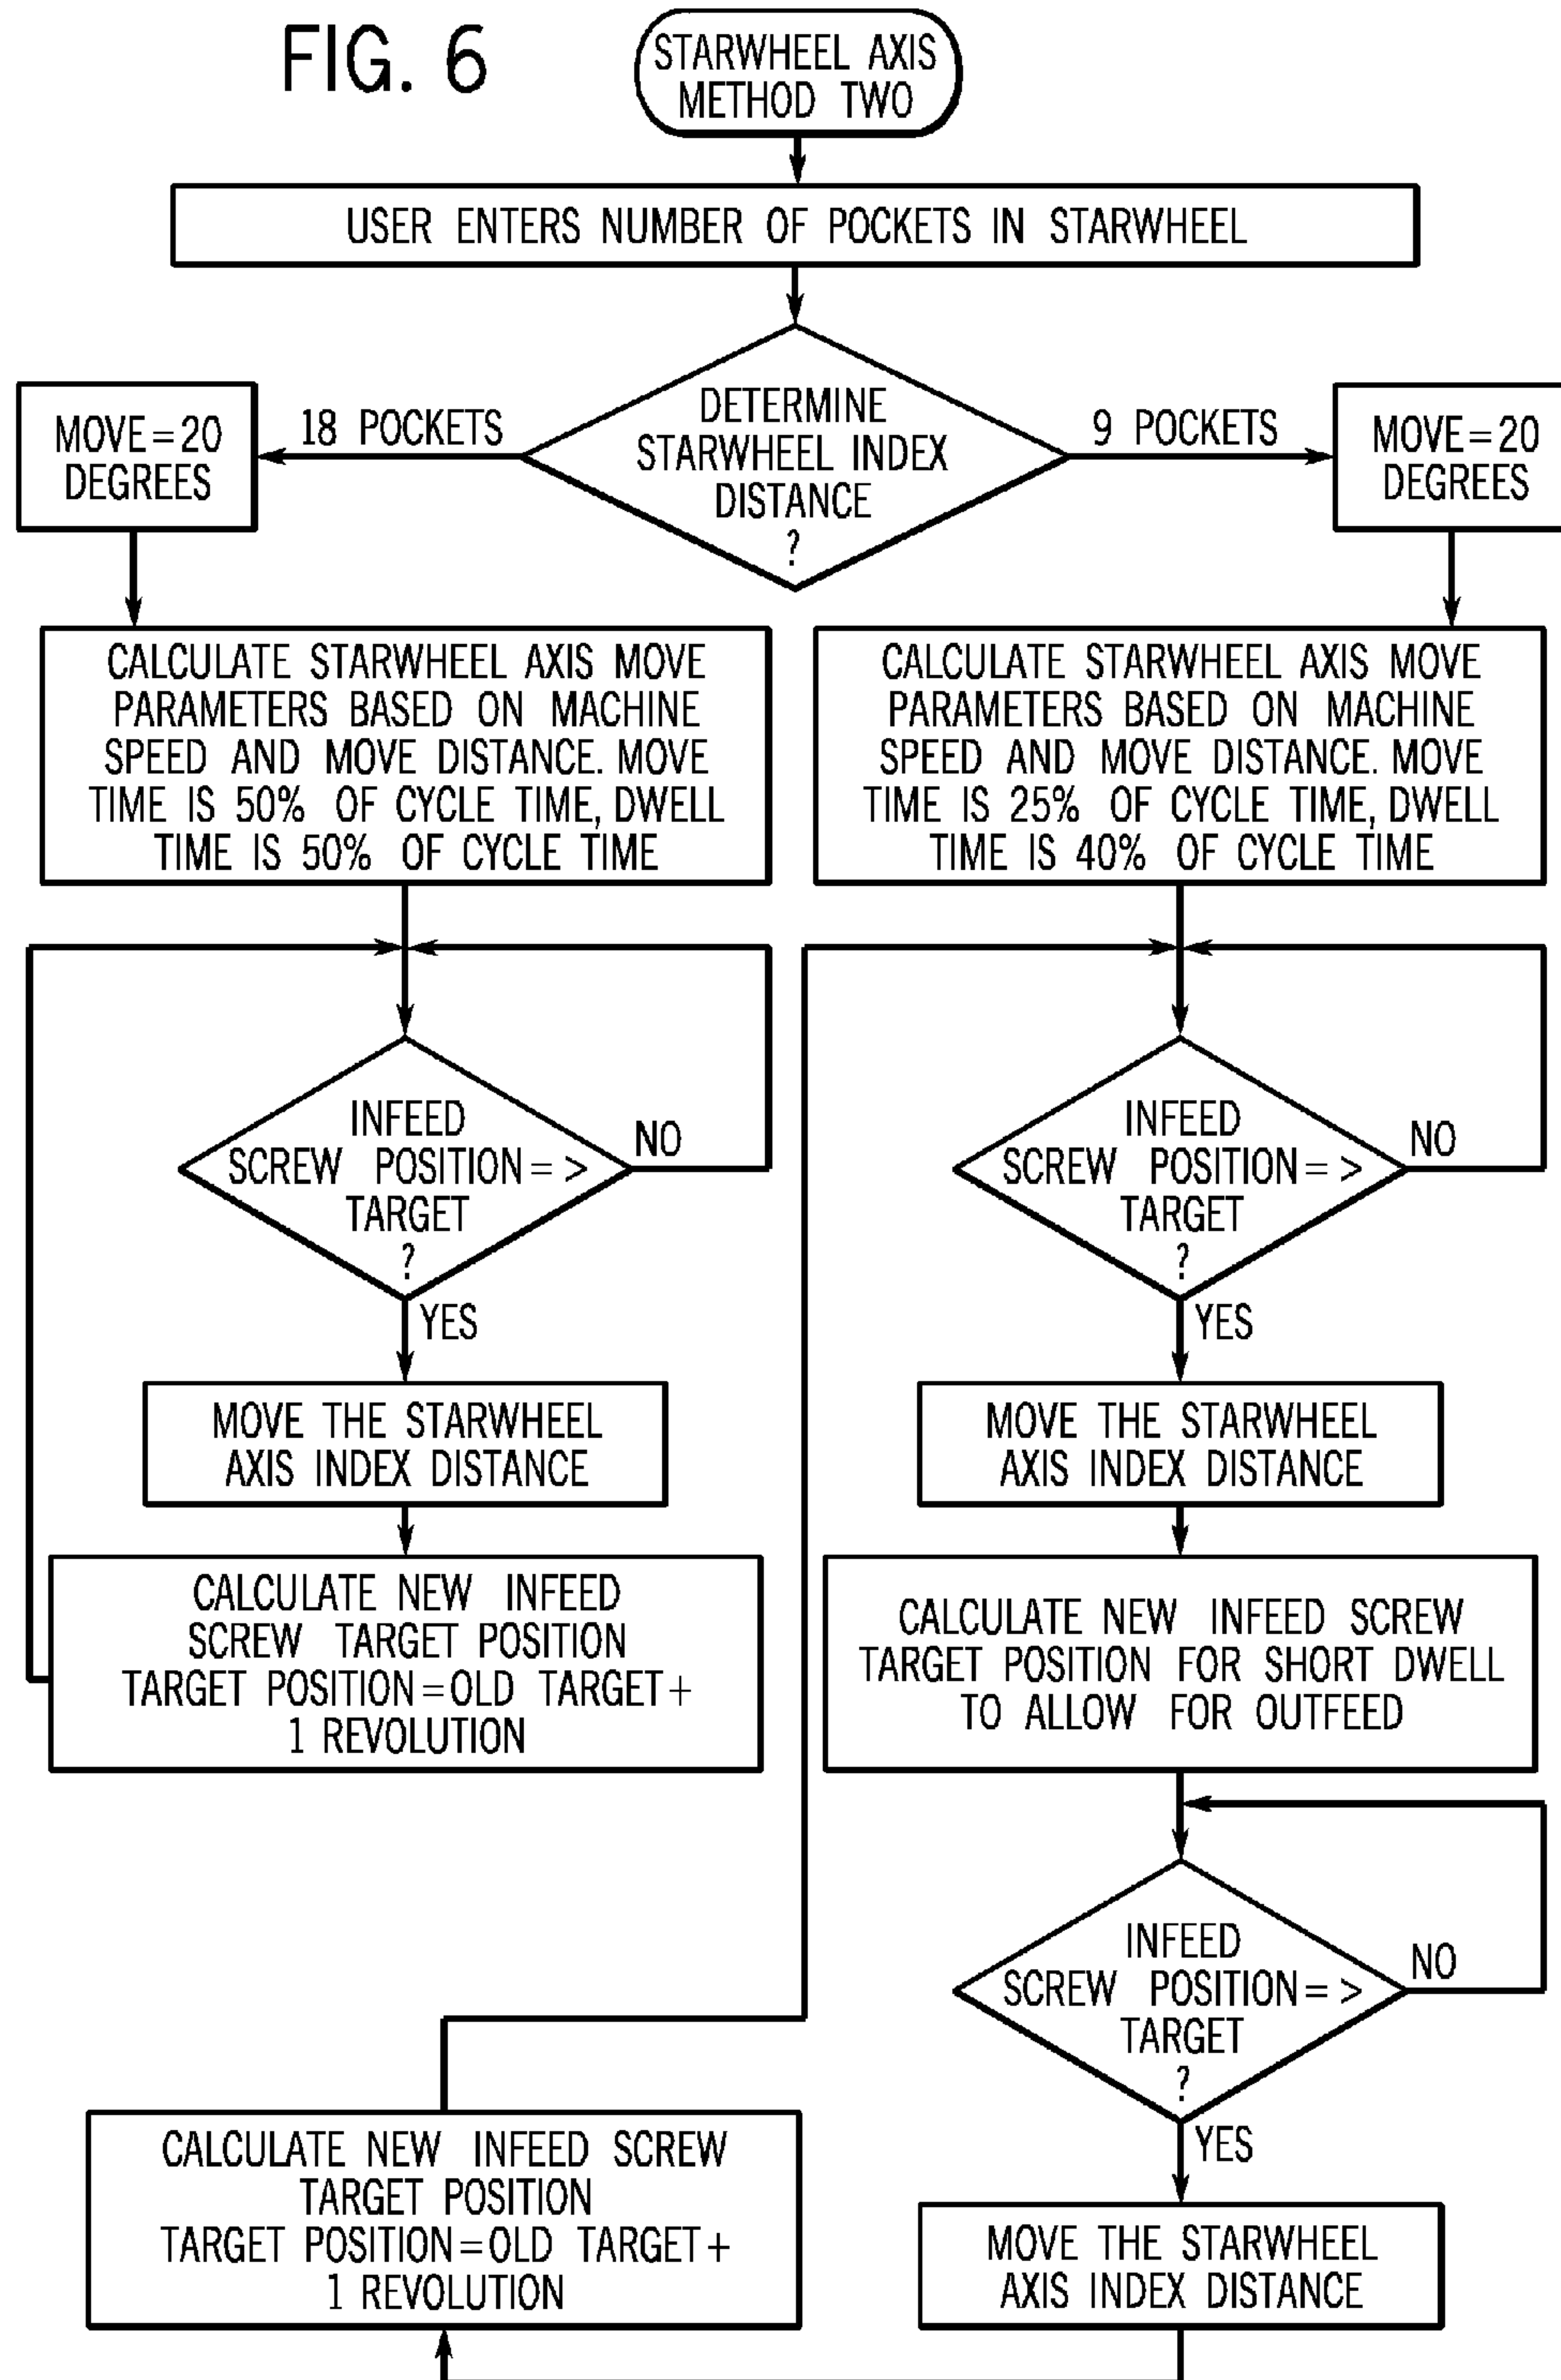 FIG. 6
STARWHEEL AXIS
METHOD TWO
USER ENTERS NUMBER OF POCKETS IN STARWHEEL
DETERMINE
STARWHEEL INDEX
DISTANCE
?
18 POCKETS
9 POCKETS
MOVE=20
DEGREES
MOVE=20
DEGREES
CALCULATE STARWHEEL AXIS MOVE
PARAMETERS BASED ON MACHINE
SPEED AND MOVE DISTANCE. MOVE
TIME IS 50% OF CYCLE TIME, DWELL
TIME IS 50% OF CYCLE TIME
CALCULATE STARWHEEL AXIS MOVE
PARAMETERS BASED ON MACHINE
SPEED AND MOVE DISTANCE. MOVE
TIME IS 25% OF CYCLE TIME, DWELL
TIME IS 40% OF CYCLE TIME
INFEED
SCREW POSITION=>
TARGET
?
NO
YES
MOVE THE STARWHEEL
AXIS INDEX DISTANCE
CALCULATE NEW INFEED
SCREW TARGET POSITION
TARGET POSITION=OLD TARGET+
1 REVOLUTION
INFEED
SCREW POSITION=>
TARGET
?
NO
YES
MOVE THE STARWHEEL
AXIS INDEX DISTANCE
CALCULATE NEW INFEED SCREW
TARGET POSITION FOR SHORT DWELL
TO ALLOW FOR OUTFEED
INFEED
SCREW POSITION=>
TARGET
?
NO
YES
MOVE THE STARWHEEL
AXIS INDEX DISTANCE
CALCULATE NEW INFEED SCREW
TARGET POSITION
TARGET POSITION=OLD TARGET+
1 REVOLUTION